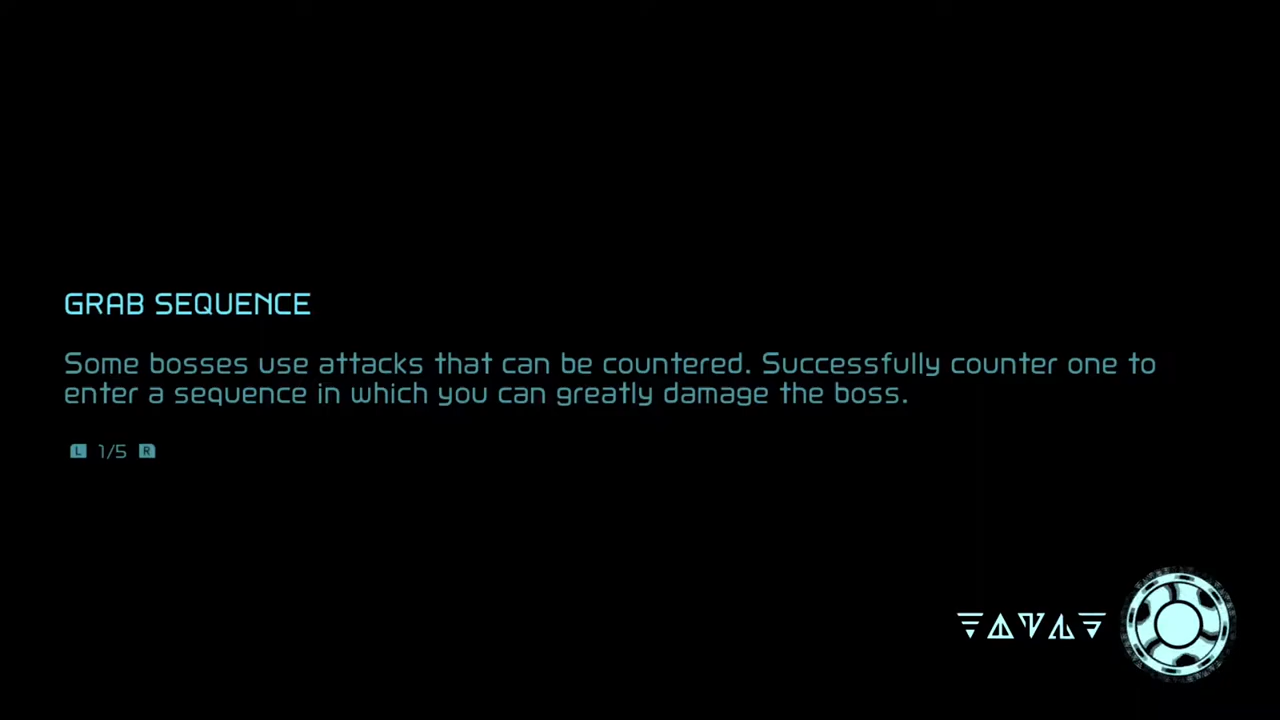 GRAB SEQUENCE
Some bosses use attacks that can be countered. Successfully counter one to
enter a sequence in which you can greatly damage the boss.
L 1/5 R